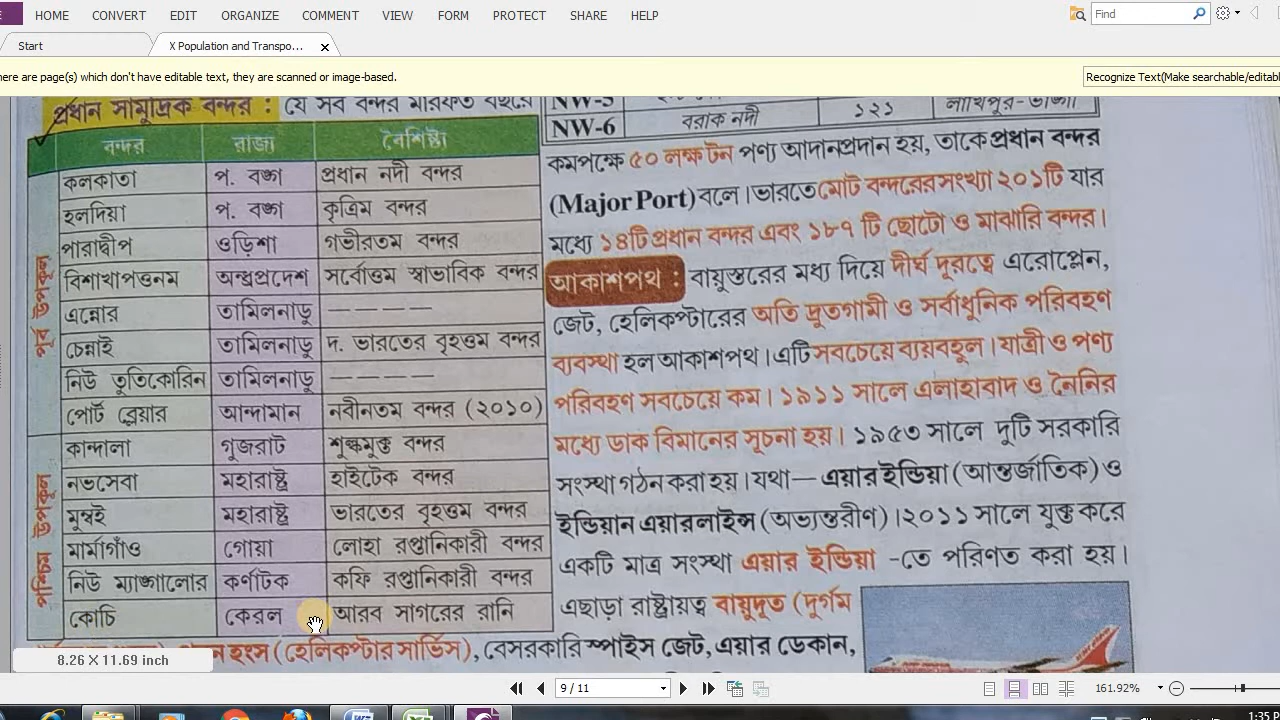 HOME CONVERT EDIT ORGANIZE COMMENT VIEW FORM PROTECT SHARE HELP
Find
Start
X Population and Transpo...
here are page(s) which don't have editable text, they are scanned or image-based.
Recognize Text(Make searchable/editabl
প্রধান সামুদ্রিক বন্দর : যে সব বন্দর মারফত বছরে
বন্দর রাজ্য বৈশিষ্ট্য
পূর্ব উপকূল
কলকাতা প. বঙ্গ প্রধান নদী বন্দর
হলদিয়া প. বঙ্গ কৃত্রিম বন্দর
পারাদ্বীপ ওড়িশা গভীরতম বন্দর
বিশাখাপত্তনম অন্ধ্রপ্রদেশ সর্বোত্তম স্বাভাবিক বন্দর
এন্নোর তামিলনাড়ু ————
চেন্নাই তামিলনাড়ু দ. ভারতের বৃহত্তম বন্দর
নিউ তুতিকোরিন তামিলনাড়ু ————
পোর্ট ব্লেয়ার আন্দামান নবীনতম বন্দর (২০১০)
পশ্চিম উপকূল
কান্দালা গুজরাট শুল্কমুক্ত বন্দর
নভসেবা মহারাষ্ট্র হাইটেক বন্দর
মুম্বই মহারাষ্ট্র ভারতের বৃহত্তম বন্দর
মার্মাগাঁও গোয়া লোহা রপ্তানিকারী বন্দর
নিউ ম্যাঙ্গালোর কর্ণাটক কফি রপ্তানিকারী বন্দর
কোচি কেরল আরব সাগরের রানি
NW-5
NW-6 বরাক নদী ১২১ লাখিপুর-ভাঙ্গা
কমপক্ষে ৫০ লক্ষ টন পণ্য আদানপ্রদান হয়, তাকে প্রধান বন্দর
(Major Port) বলে। ভারতে মোট বন্দরের সংখ্যা ২০১টি যার
মধ্যে ১৪টি প্রধান বন্দর এবং ১৮৭ টি ছোটো ও মাঝারি বন্দর।
আকাশপথ : বায়ুস্তরের মধ্য দিয়ে দীর্ঘ দূরত্বে এরোপ্লেন,
জেট, হেলিকপ্টারের অতি দ্রুতগামী ও সর্বাধুনিক পরিবহণ
ব্যবস্থা হল আকাশপথ। এটি সবচেয়ে ব্যয়বহুল। যাত্রী ও পণ্য
পরিবহণ সবচেয়ে কম। ১৯১১ সালে এলাহাবাদ ও নৈনির
মধ্যে ডাক বিমানের সূচনা হয়। ১৯৫৩ সালে দুটি সরকারি
সংস্থা গঠন করা হয়। যথা— এয়ার ইন্ডিয়া (আন্তর্জাতিক) ও
ইন্ডিয়ান এয়ারলাইন্স (অভ্যন্তরীণ)। ২০১১ সালে যুক্ত করে
একটি মাত্র সংস্থা এয়ার ইন্ডিয়া -তে পরিণত করা হয়।
এছাড়া রাষ্ট্রায়ত্ব বায়ুদূত (দুর্গম
হংস (হেলিকপ্টার সার্ভিস), বেসরকারি স্পাইস জেট, এয়ার ডেকান,
8.26 X 11.69 inch
9 / 11
161.92%
1:35 P